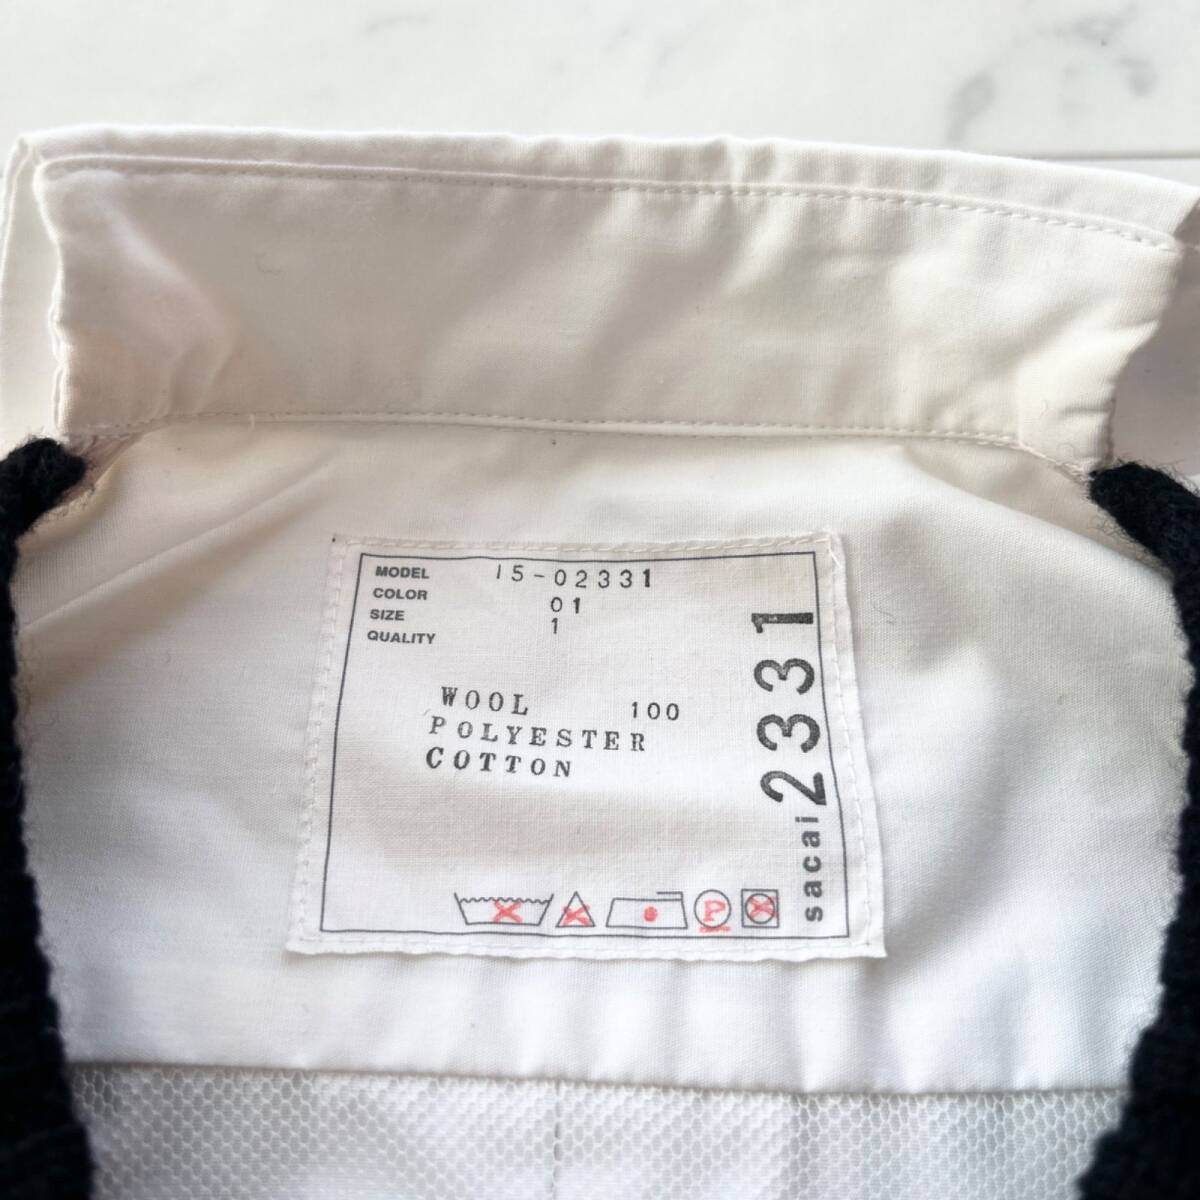 MODEL 15-02331
COLOR 01
SIZE 1
QUALITY
WOOL 100
POLYESTER
COTTON
sacai 2331
P